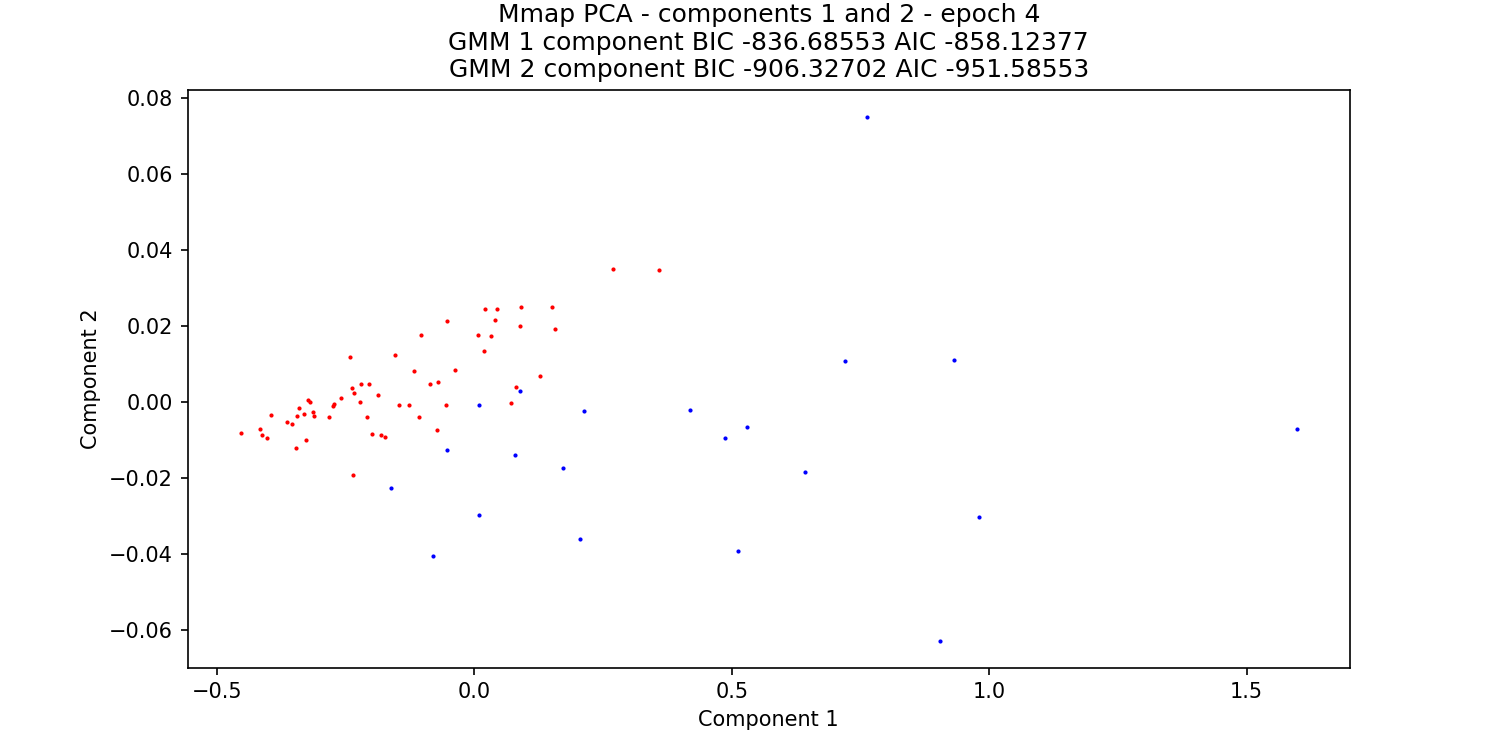 Mmap PCA - components 1 and 2 - epoch 4
GMM 1 component BIC -836.68553 AIC -858.12377
GMM 2 component BIC -906.32702 AIC -951.58553
0.08
0.06
0.04
0.02
0.00
−0.02
−0.04
−0.06
Component 2
−0.5
0.0
0.5
1.0
1.5
Component 1